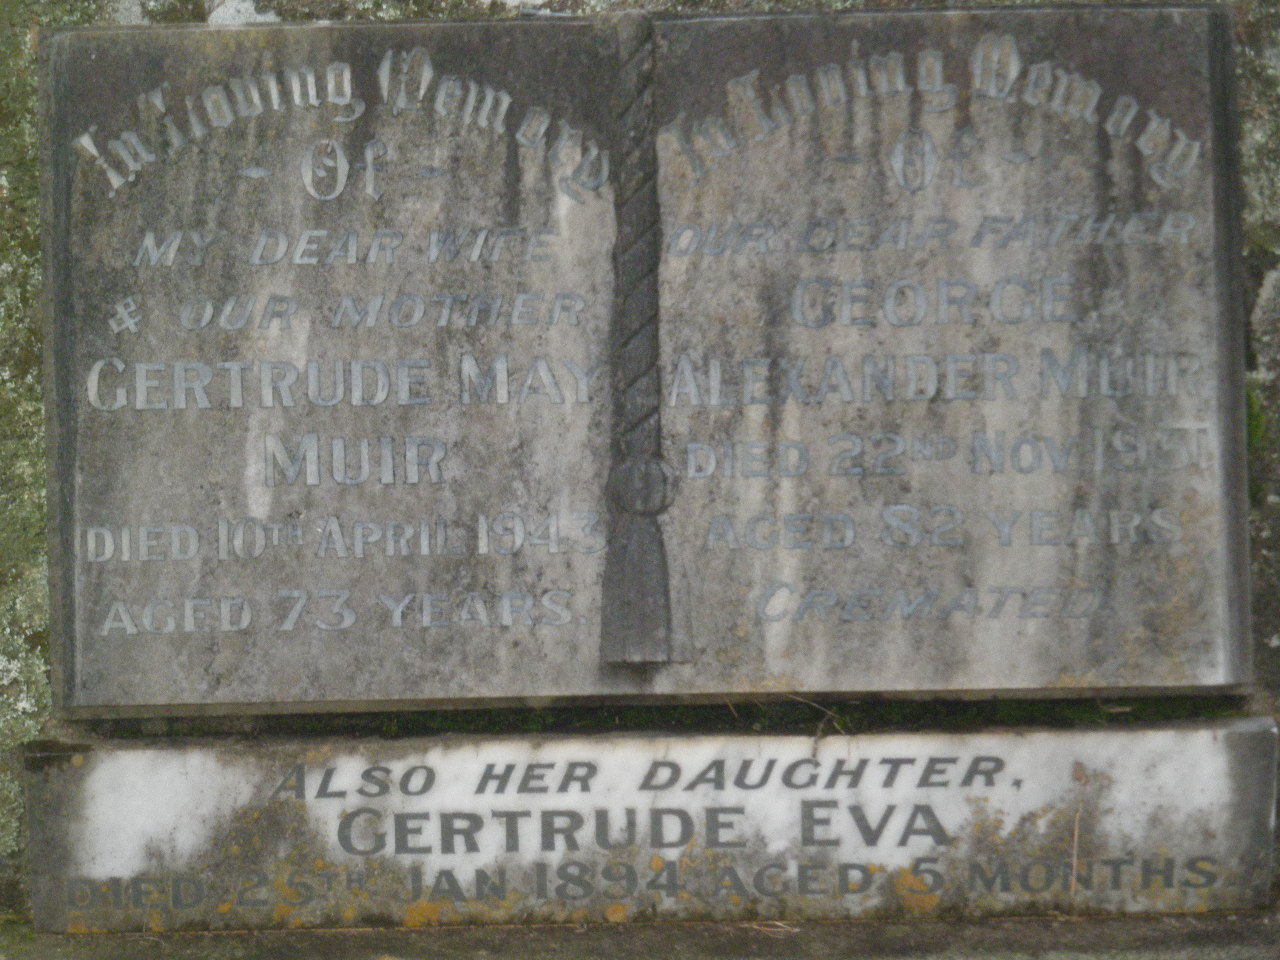 In Loving Memory
- Of -
MY DEAR WIFE
& OUR MOTHER
GERTRUDE MAY
MUIR
DIED 10TH APRIL 1943
AGED 73 YEARS.
In Loving Memory
- Of -
OUR DEAR FATHER
GEORGE
ALEXANDER MUIR
DIED 22ND NOV. 1951
AGED 82 YEARS
CREMATED.
ALSO HER DAUGHTER,
GERTRUDE EVA
DIED 25TH JAN 1894 AGED 5 MONTHS.